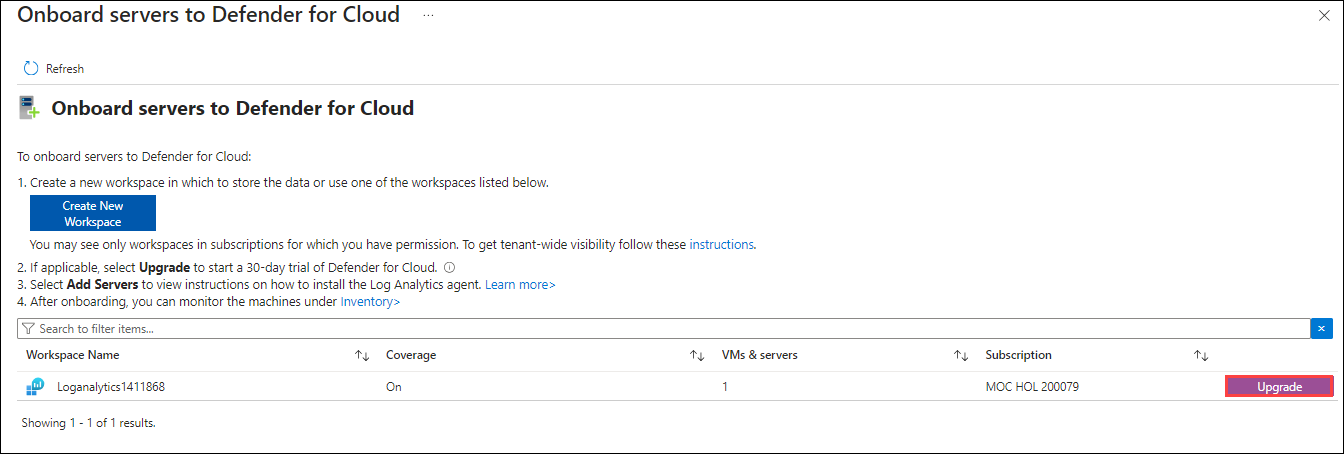 Onboard servers to Defender for Cloud ...
Refresh
Onboard servers to Defender for Cloud
To onboard servers to Defender for Cloud:
1. Create a new workspace in which to store the data or use one of the workspaces listed below.
Create New
Workspace
You may see only workspaces in subscriptions for which you have permission. To get tenant-wide visibility follow these instructions.
2. If applicable, select Upgrade to start a 30-day trial of Defender for Cloud.
3. Select Add Servers to view instructions on how to install the Log Analytics agent. Learn more>
4. After onboarding, you can monitor the machines under Inventory>
Search to filter items...
Workspace Name Coverage VMs & servers Subscription
Loganalytics1411868 On 1 MOC HOL 200079 Upgrade
Showing 1 - 1 of 1 results.